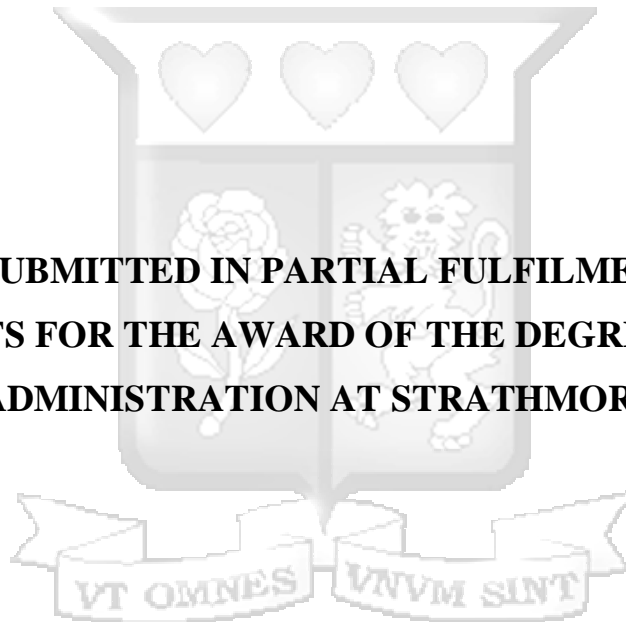 UBMITTED IN PARTIAL FULFILME
TS FOR THE AWARD OF THE DEGR
ADMINISTRATION AT STRATHMOR
VT OMNES VNVM SINT